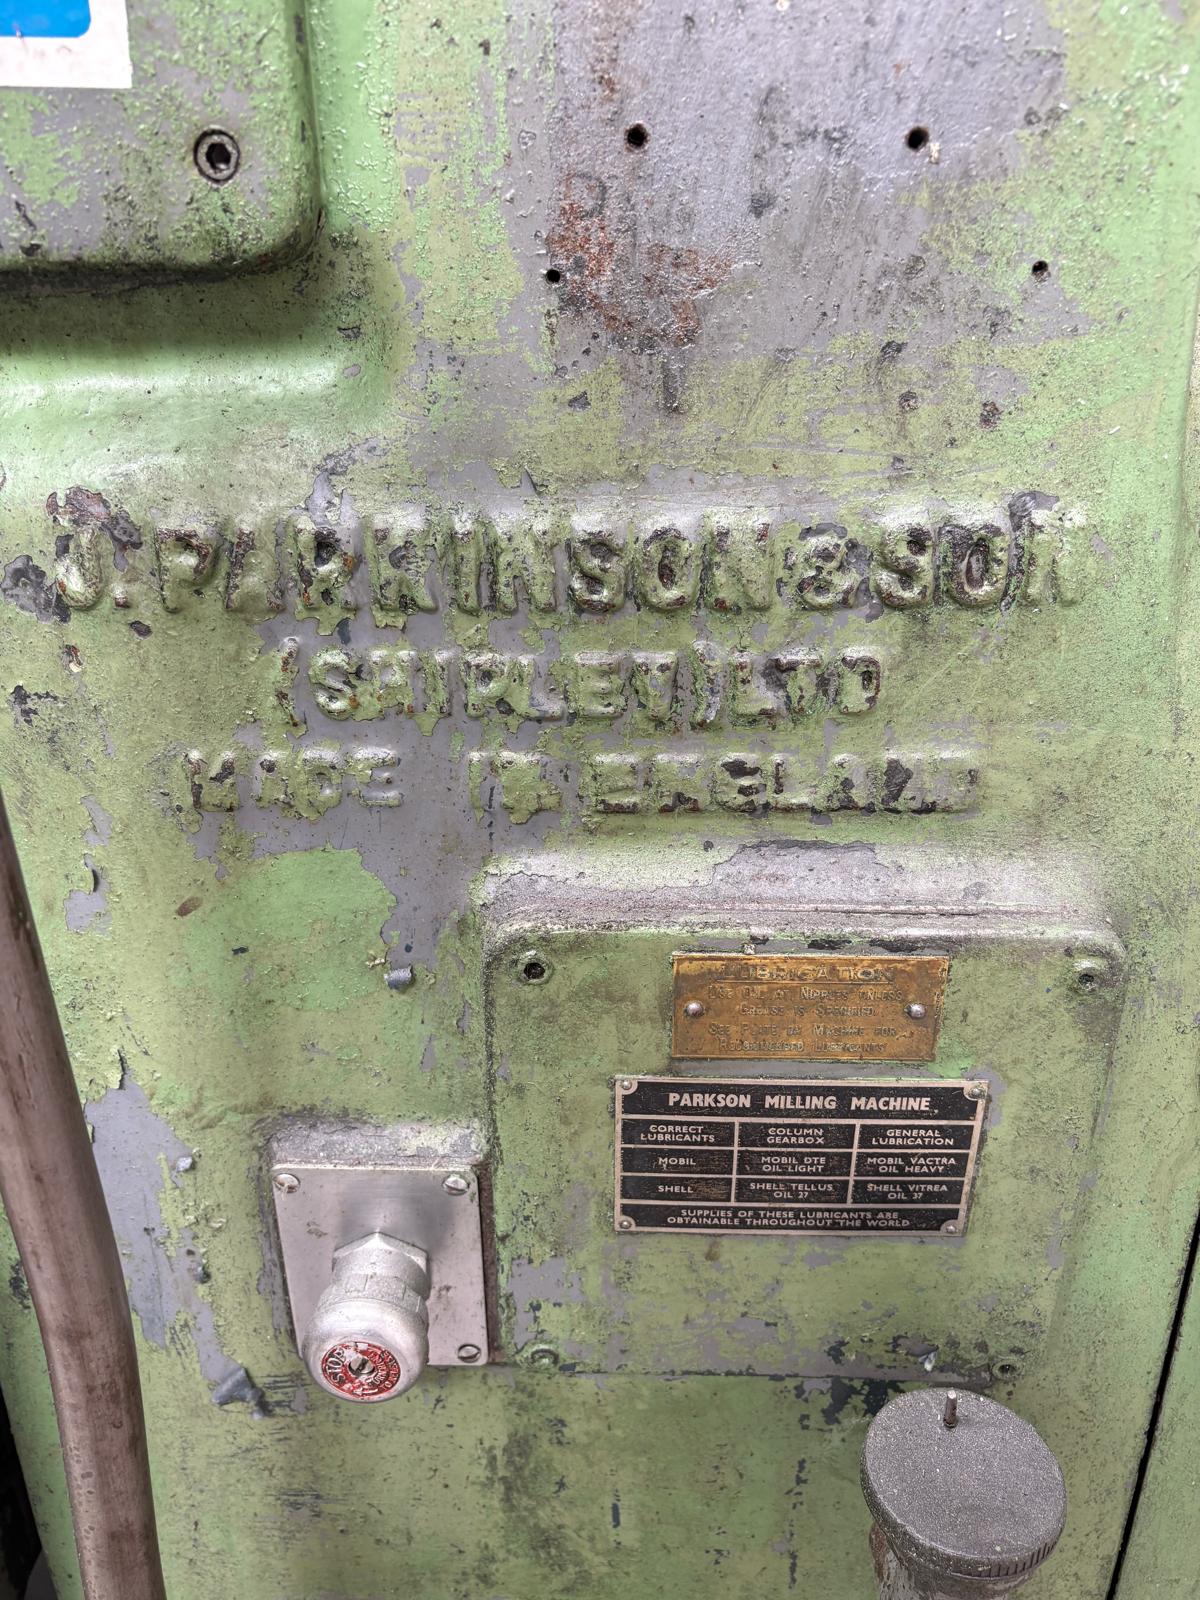 J. PARKINSON & SON
(SHIPLEY) LTD
MADE IN ENGLAND
LUBRICATION
USE OIL AT NIPPLES UNLESS
GREASE IS SPECIFIED.
SEE PLATE ON MACHINE FOR
RECOMMENDED LUBRICANTS
PARKSON MILLING MACHINE
CORRECT LUBRICANTS
COLUMN GEARBOX
GENERAL LUBRICATION
MOBIL
MOBIL DTE OIL LIGHT
MOBIL VACTRA OIL HEAVY
SHELL
SHELL TELLUS OIL 27
SHELL VITREA OIL 37
SUPPLIES OF THESE LUBRICANTS ARE
OBTAINABLE THROUGHOUT THE WORLD
STOP